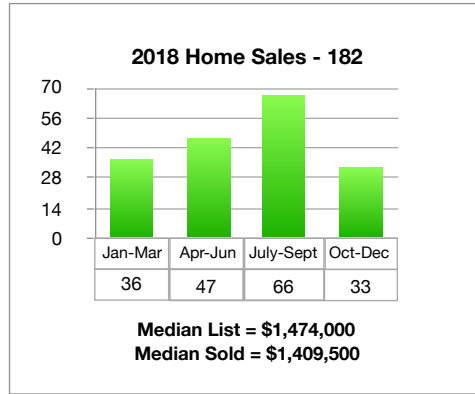 2018 Home Sales - 182
70
56
42
28
14
0
Jan-Mar Apr-Jun July-Sept Oct-Dec
36 47 66 33
Median List = $1,474,000
Median Sold = $1,409,500